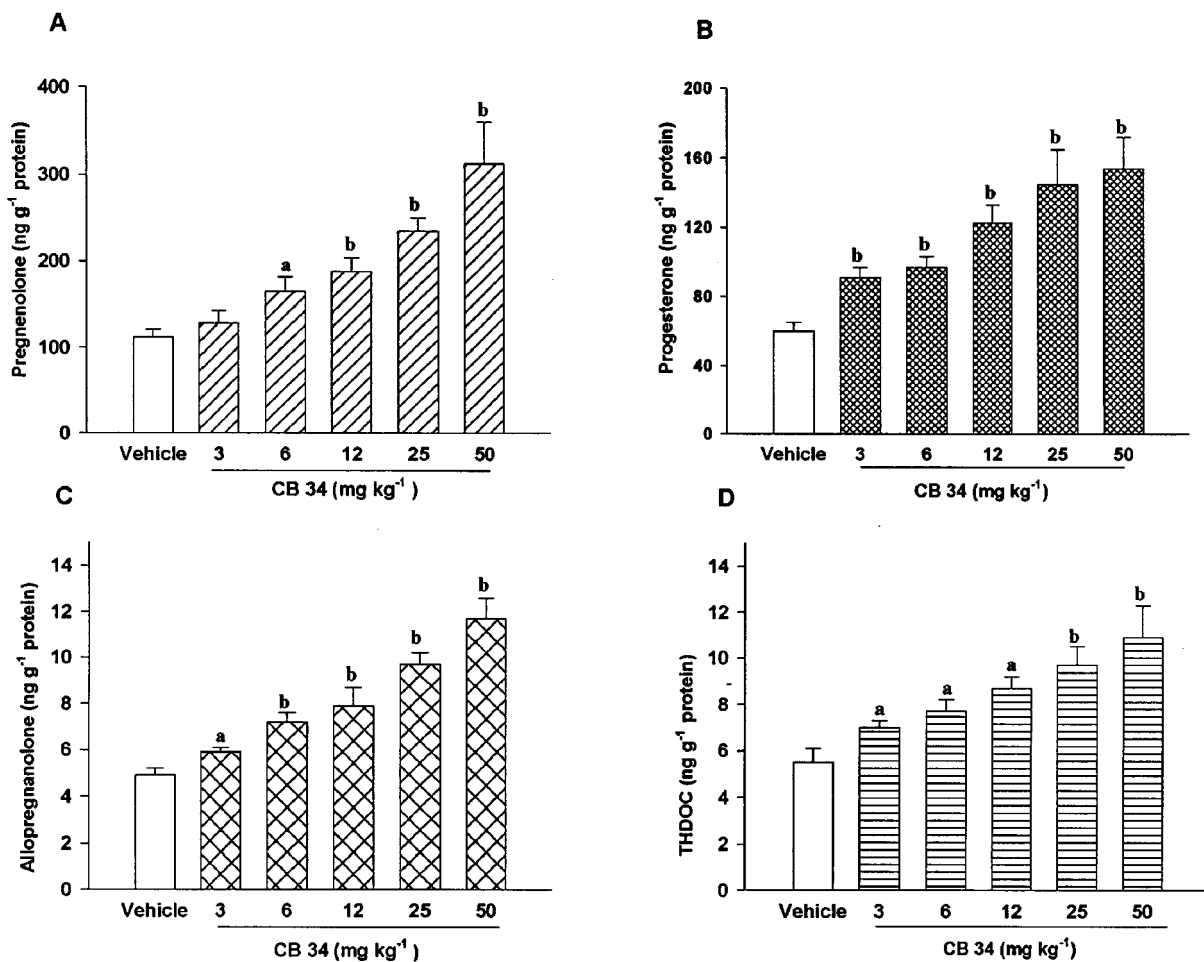 A
Pregnenolone (ng g⁻¹ protein)
400
300
200
100
0
a
b
b
b
Vehicle 3 6 12 25 50
CB 34 (mg kg⁻¹ )
B
Progesterone (ng g⁻¹ protein)
200
160
120
80
40
0
b
b
b
b
b
Vehicle 3 6 12 25 50
CB 34 (mg kg⁻¹)
C
Allopregnanolone (ng g⁻¹ protein)
14
12
10
8
6
4
2
0
a
b
b
b
b
Vehicle 3 6 12 25 50
CB 34 (mg kg⁻¹)
D
THDOC (ng g⁻¹ protein)
14
12
10
8
6
4
2
0
a
a
a
b
b
Vehicle 3 6 12 25 50
CB 34 (mg kg⁻¹)